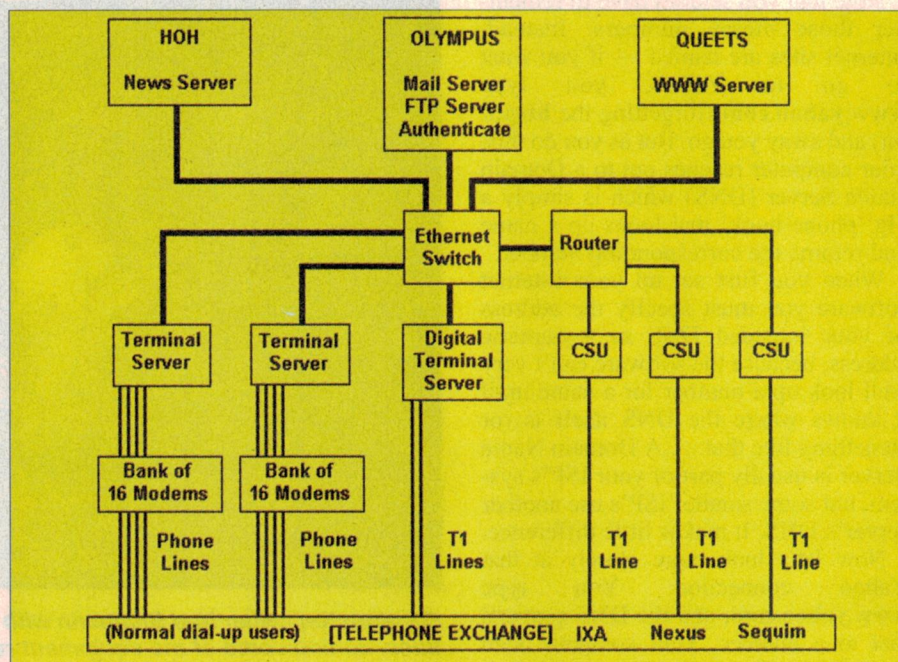 HOH
News Server
OLYMPUS
Mail Server
FTP Server
Authenticate
QUEETS
WWW Server
Ethernet
Switch
Router
Terminal
Server
Terminal
Server
Digital
Terminal
Server
CSU
CSU
CSU
Bank of
16 Modems
Bank of
16 Modems
Phone
Lines
Phone
Lines
T1
Lines
T1
Line
T1
Line
T1
Line
(Normal dial-up users) [TELEPHONE EXCHANGE] IXA Nexus Sequim